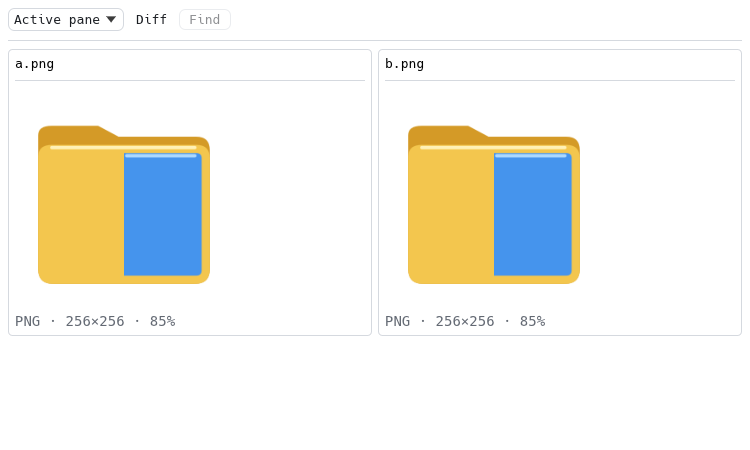 Active pane Diff Find
a.png
PNG · 256×256 · 85%
b.png
PNG · 256×256 · 85%